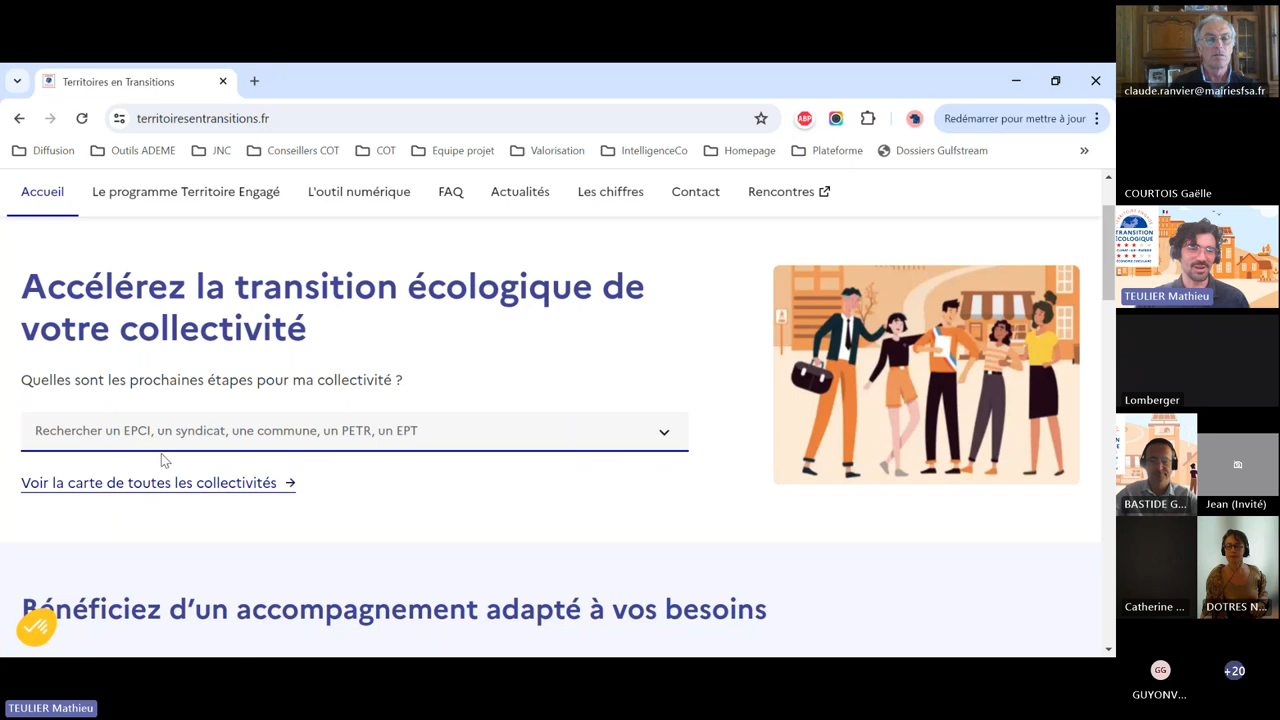 Territoires en Transitions
territoiresentransitions.fr
ABP
Redémarrer pour mettre à jour
Diffusion
Outils ADEME
JNC
Conseillers COT
COT
Equipe projet
Valorisation
IntelligenceCo
Homepage
Plateforme
Dossiers Gulfstream
Accueil
Le programme Territoire Engagé
L'outil numérique
FAQ
Actualités
Les chiffres
Contact
Rencontres
Accélérez la transition écologique de
votre collectivité
Quelles sont les prochaines étapes pour ma collectivité ?
Rechercher un EPCI, un syndicat, une commune, un PETR, un EPT
Voir la carte de toutes les collectivités
Bénéficiez d’un accompagnement adapté à vos besoins
TEULIER Mathieu
claude.ranvier@mairiesfsa.fr
COURTOIS Gaëlle
TRANSITION
ÉCOLOGIQUE
TEULIER Mathieu
Lomberger
BASTIDE G...
Jean (Invité)
Catherine ...
DOTRES N...
GG
GUYONV...
+20